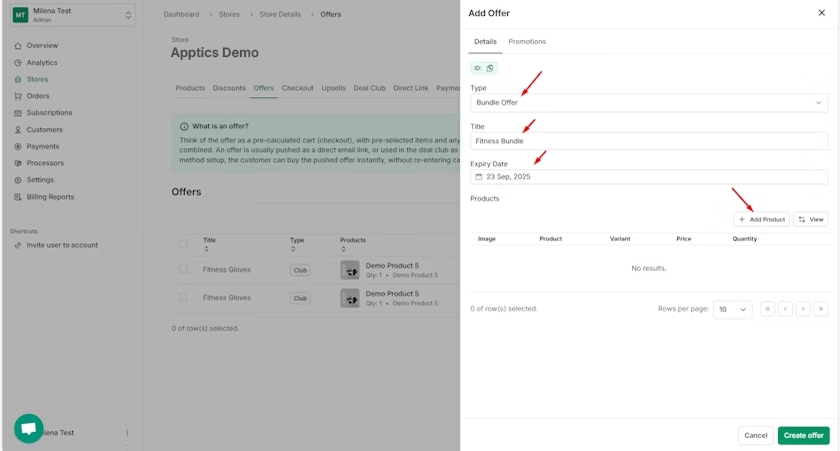 MT
Milena Test
Admin
Overview
Analytics
Stores
Orders
Subscriptions
Customers
Payments
Processors
Settings
Billing Reports
Shortcuts
Invite user to account
ilena Test
Dashboard > Stores > Store Details > Offers
Store
Apptics Demo
Products Discounts Offers Checkout Upsells Deal Club Direct Link Payme
What is an offer?
Think of the offer as a pre-calculated cart (checkout), with pre-selected items and any
combined. An offer is usually pushed as a direct email link, or used in the deal club as
method setup, the customer can buy the pushed offer instantly, without re-entering ca
Offers
Title Type Products
Fitness Gloves Club Demo Product 5
Qty: 1 • Demo Product 5
Fitness Gloves Club Demo Product 5
Qty: 1 • Demo Product 5
0 of row(s) selected.
Add Offer
Details Promotions
ID:
Type
Bundle Offer
Title
Fitness Bundle
Expiry Date
23 Sep, 2025
Products
+ Add Product View
Image Product Variant Price Quantity
No results.
0 of row(s) selected. Rows per page: 10 « ‹ › »
Cancel Create offer